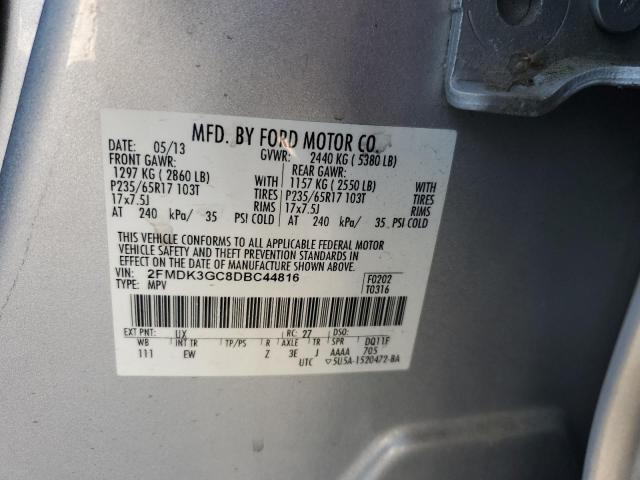 MFD. BY FORD MOTOR CO.
DATE: 05/13 GVWR: 2440 KG ( 5380 LB)
FRONT GAWR: REAR GAWR:
1297 KG ( 2860 LB) WITH 1157 KG ( 2550 LB) WITH
P235/65R17 103T TIRES P235/65R17 103T TIRES
17x7.5J RIMS 17x7.5J RIMS
AT 240 kPa/ 35 PSI COLD AT 240 kPa/ 35 PSI COLD
THIS VEHICLE CONFORMS TO ALL APPLICABLE FEDERAL MOTOR
VEHICLE SAFETY AND THEFT PREVENTION STANDARDS IN
EFFECT ON THE DATE OF MANUFACTURE SHOWN ABOVE.
VIN: 2FMDK3GC8DBC44816 F0202
TYPE: MPV T0316
EXT PNT: UX RC: 27 DSO:
WB INT TR TP/PS R AXLE TR SPR DQ11F
111 EW Z 3E J AAAA 705
UTC ▽5U5A-1520472-BA